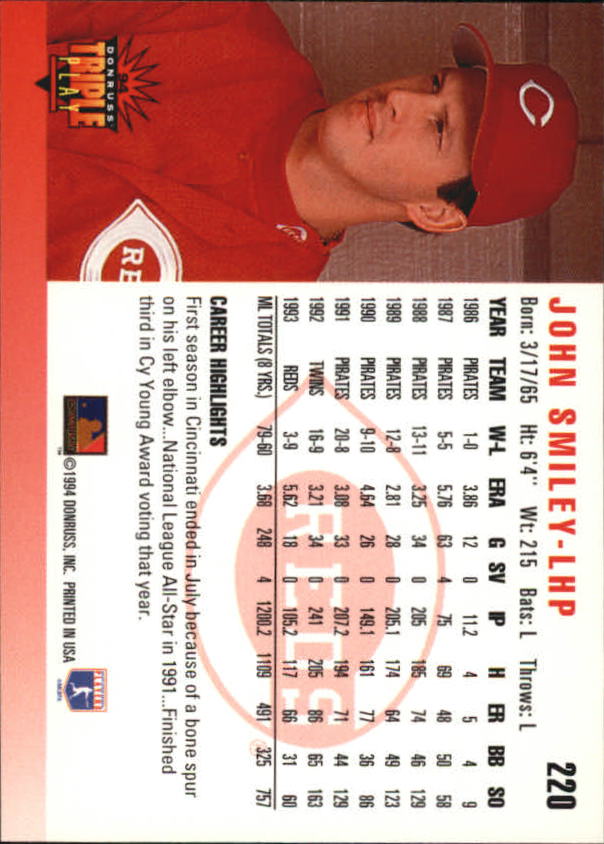 220
JOHN SMILEY-LHP
Born: 3/17/65 Ht: 6'4" Wt: 215 Bats: L Throws: L
YEAR TEAM W-L ERA G SV IP H ER BB SO
1986 PIRATES 1-0 3.86 12 0 11.2 4 5 4 9
1987 PIRATES 5-5 5.76 63 4 75 69 48 50 58
1988 PIRATES 13-11 3.25 34 0 205 185 74 46 129
1989 PIRATES 12-8 2.81 28 0 205.1 174 64 49 123
1990 PIRATES 9-10 4.64 26 0 149.1 161 77 36 86
1991 PIRATES 20-8 3.08 33 0 207.2 194 71 44 129
1992 TWINS 16-9 3.21 34 0 241 205 86 65 163
1993 REDS 3-9 5.62 18 0 105.2 117 66 31 60
ML TOTALS (8 YRS.) 79-60 3.68 248 4 1200.2 1109 491 325 757
CAREER HIGHLIGHTS
First season in Cincinnati ended in July because of a bone spur
on his left elbow...National League All-Star in 1991...Finished
third in Cy Young Award voting that year.
©1994 DONRUSS, INC. PRINTED IN USA
REDS
C
RE
94
DONRUSS
TRIPLE
PLAY
PLAYERS